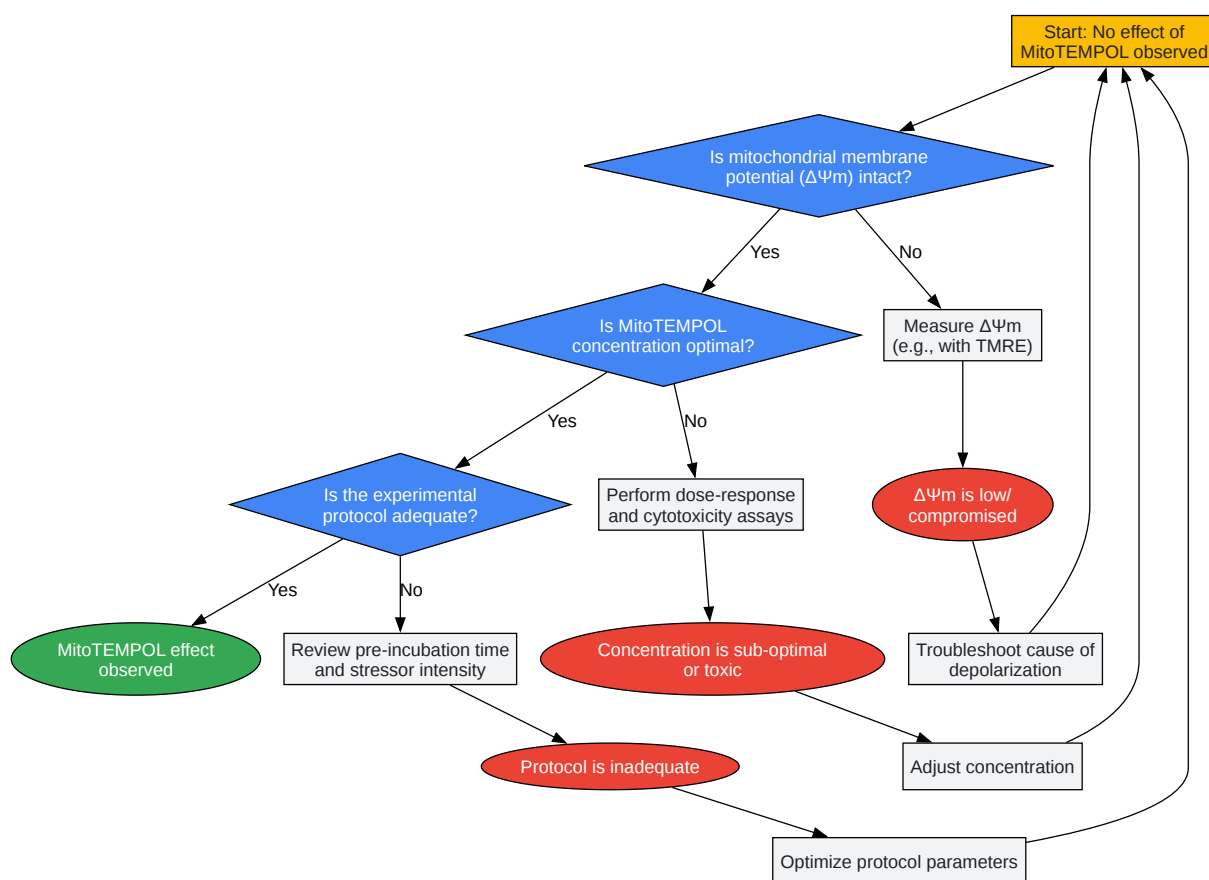 Start: No effect of
MitoTEMPOL observed
Is mitochondrial membrane
potential (ΔΨm) intact?
Yes
No
Is MitoTEMPOL
concentration optimal?
Measure ΔΨm
(e.g., with TMRE)
Yes
No
Is the experimental
protocol adequate?
Perform dose-response
and cytotoxicity assays
ΔΨm is low/
compromised
Yes
No
MitoTEMPOL effect
observed
Review pre-incubation time
and stressor intensity
Concentration is sub-optimal
or toxic
Troubleshoot cause of
depolarization
Protocol is inadequate
Adjust concentration
Optimize protocol parameters